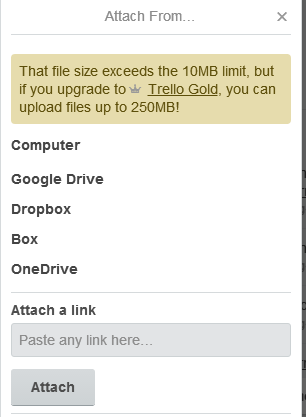 Attach From...
That file size exceeds the 10MB limit, but
if you upgrade to Trello Gold, you can
upload files up to 250MB!
Computer
Google Drive
Dropbox
Box
OneDrive
Attach a link
Paste any link here...
Attach